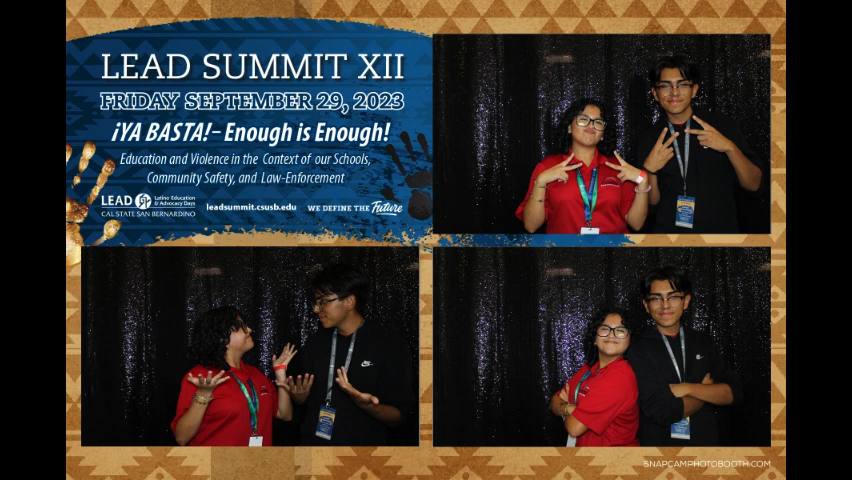 LEAD SUMMIT XII
FRIDAY SEPTEMBER 29, 2023
¡YA BASTA! – Enough is Enough!
Education and Violence in the Context of our Schools,
Community Safety, and Law-Enforcement
LEAD Latino Education
& Advocacy Days
CAL STATE SAN BERNARDINO
leadsummit.csusb.edu
WE DEFINE THE Future
SNAPCAMPHOTOBOOTH.COM